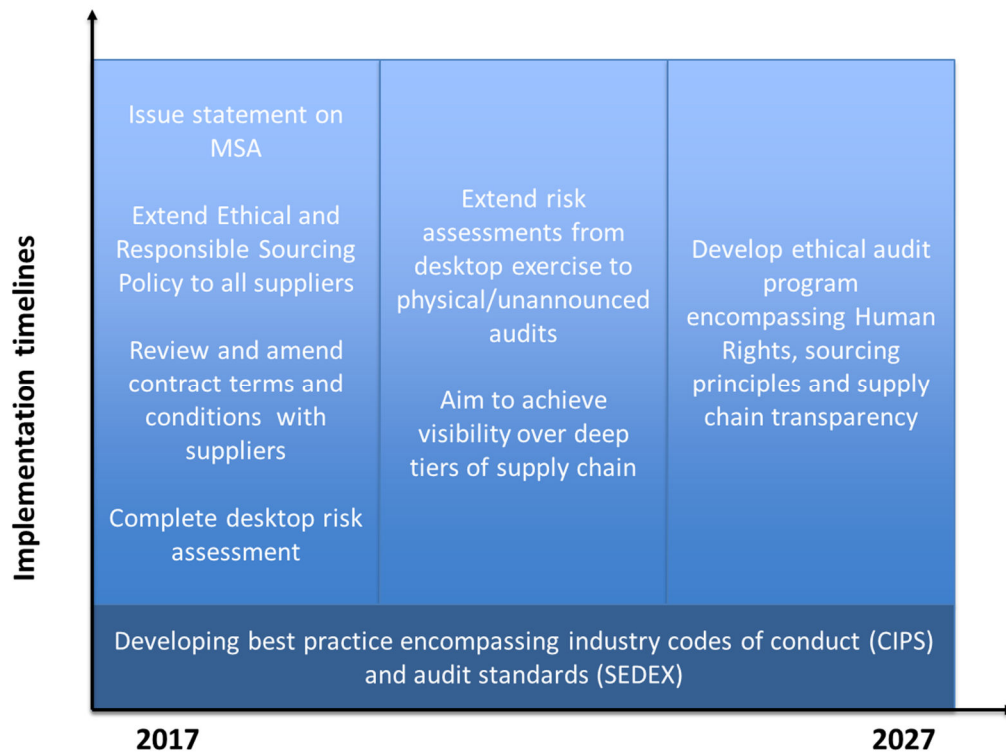 Implementation timelines
Issue statement on
MSA
Extend Ethical and
Responsible Sourcing
Policy to all suppliers
Review and amend
contract terms and
conditions with
suppliers
Complete desktop risk
assessment
Extend risk
assessments from
desktop exercise to
physical/unannounced
audits
Aim to achieve
visibility over deep
tiers of supply chain
Develop ethical audit
program
encompassing Human
Rights, sourcing
principles and supply
chain transparency
Developing best practice encompassing industry codes of conduct (CIPS)
and audit standards (SEDEX)
2017
2027